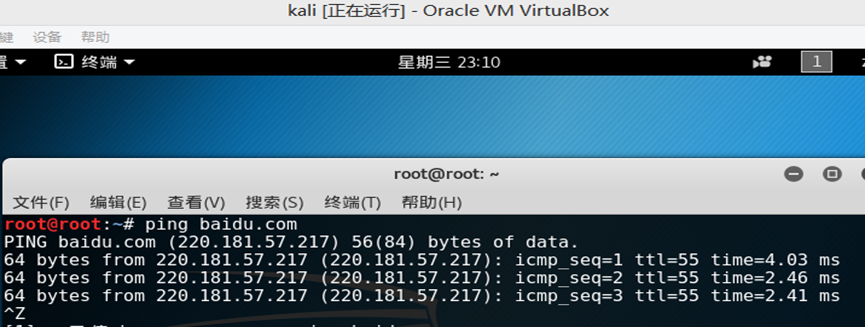 kali [正在运行] - Oracle VM VirtualBox
设备 帮助
终端 星期三 23:10 1
root@root: ~
文件(F) 编辑(E) 查看(V) 搜索(S) 终端(T) 帮助(H)
root@root:~# ping baidu.com
PING baidu.com (220.181.57.217) 56(84) bytes of data.
64 bytes from 220.181.57.217 (220.181.57.217): icmp_seq=1 ttl=55 time=4.03 ms
64 bytes from 220.181.57.217 (220.181.57.217): icmp_seq=2 ttl=55 time=2.46 ms
64 bytes from 220.181.57.217 (220.181.57.217): icmp_seq=3 ttl=55 time=2.41 ms
^Z